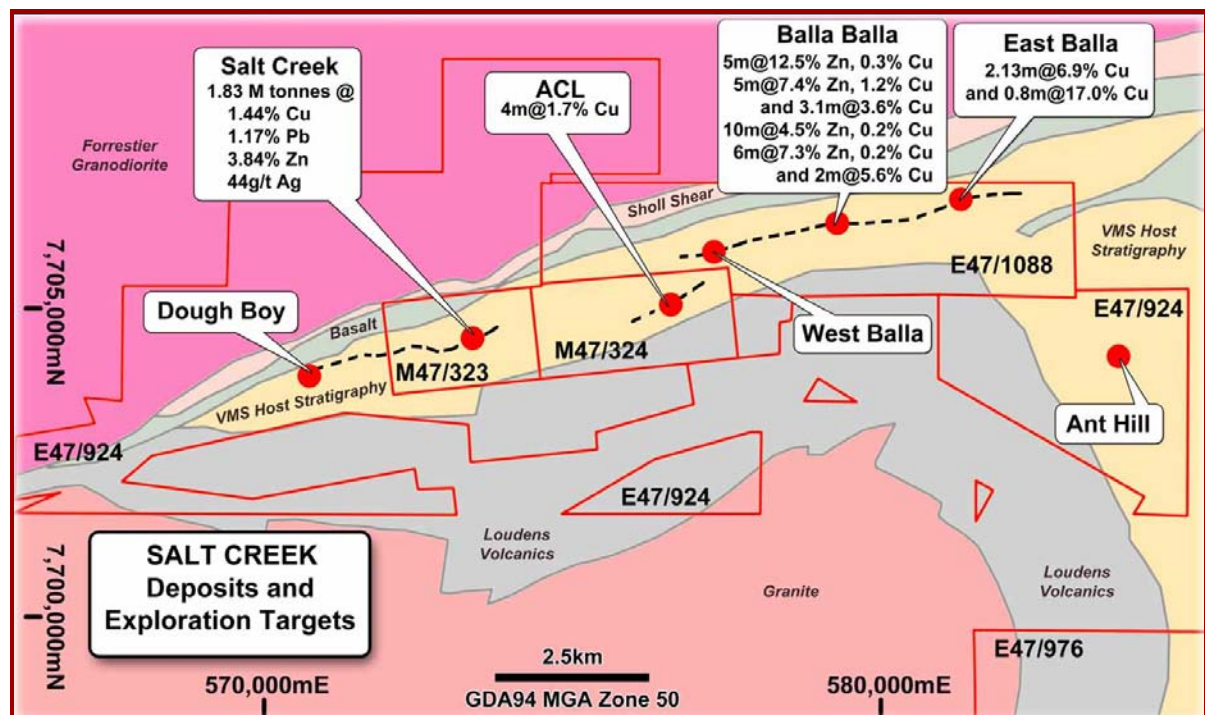 Salt Creek
1.83 M tonnes @
1.44% Cu
1.17% Pb
3.84% Zn
44g/t Ag
ACL
4m@1.7% Cu
Balla Balla
5m@12.5% Zn, 0.3% Cu
5m@7.4% Zn, 1.2% Cu
and 3.1m@3.6% Cu
10m@4.5% Zn, 0.2% Cu
6m@7.3% Zn, 0.2% Cu
and 2m@5.6% Cu
East Balla
2.13m@6.9% Cu
and 0.8m@17.0% Cu
Forrestier
Granodiorite
Sholl Shear
VMS Host
Stratigraphy
E47/1088
7,705,000mN
Dough Boy
Basalt
M47/323
M47/324
West Balla
E47/924
Ant Hill
VMS Host Stratigraphy
E47/924
E47/924
Loudens
Volcanics
Granite
Loudens
Volcanics
SALT CREEK
Deposits and
Exploration Targets
7,700,000mN
E47/976
2.5km
570,000mE
580,000mE
GDA94 MGA Zone 50